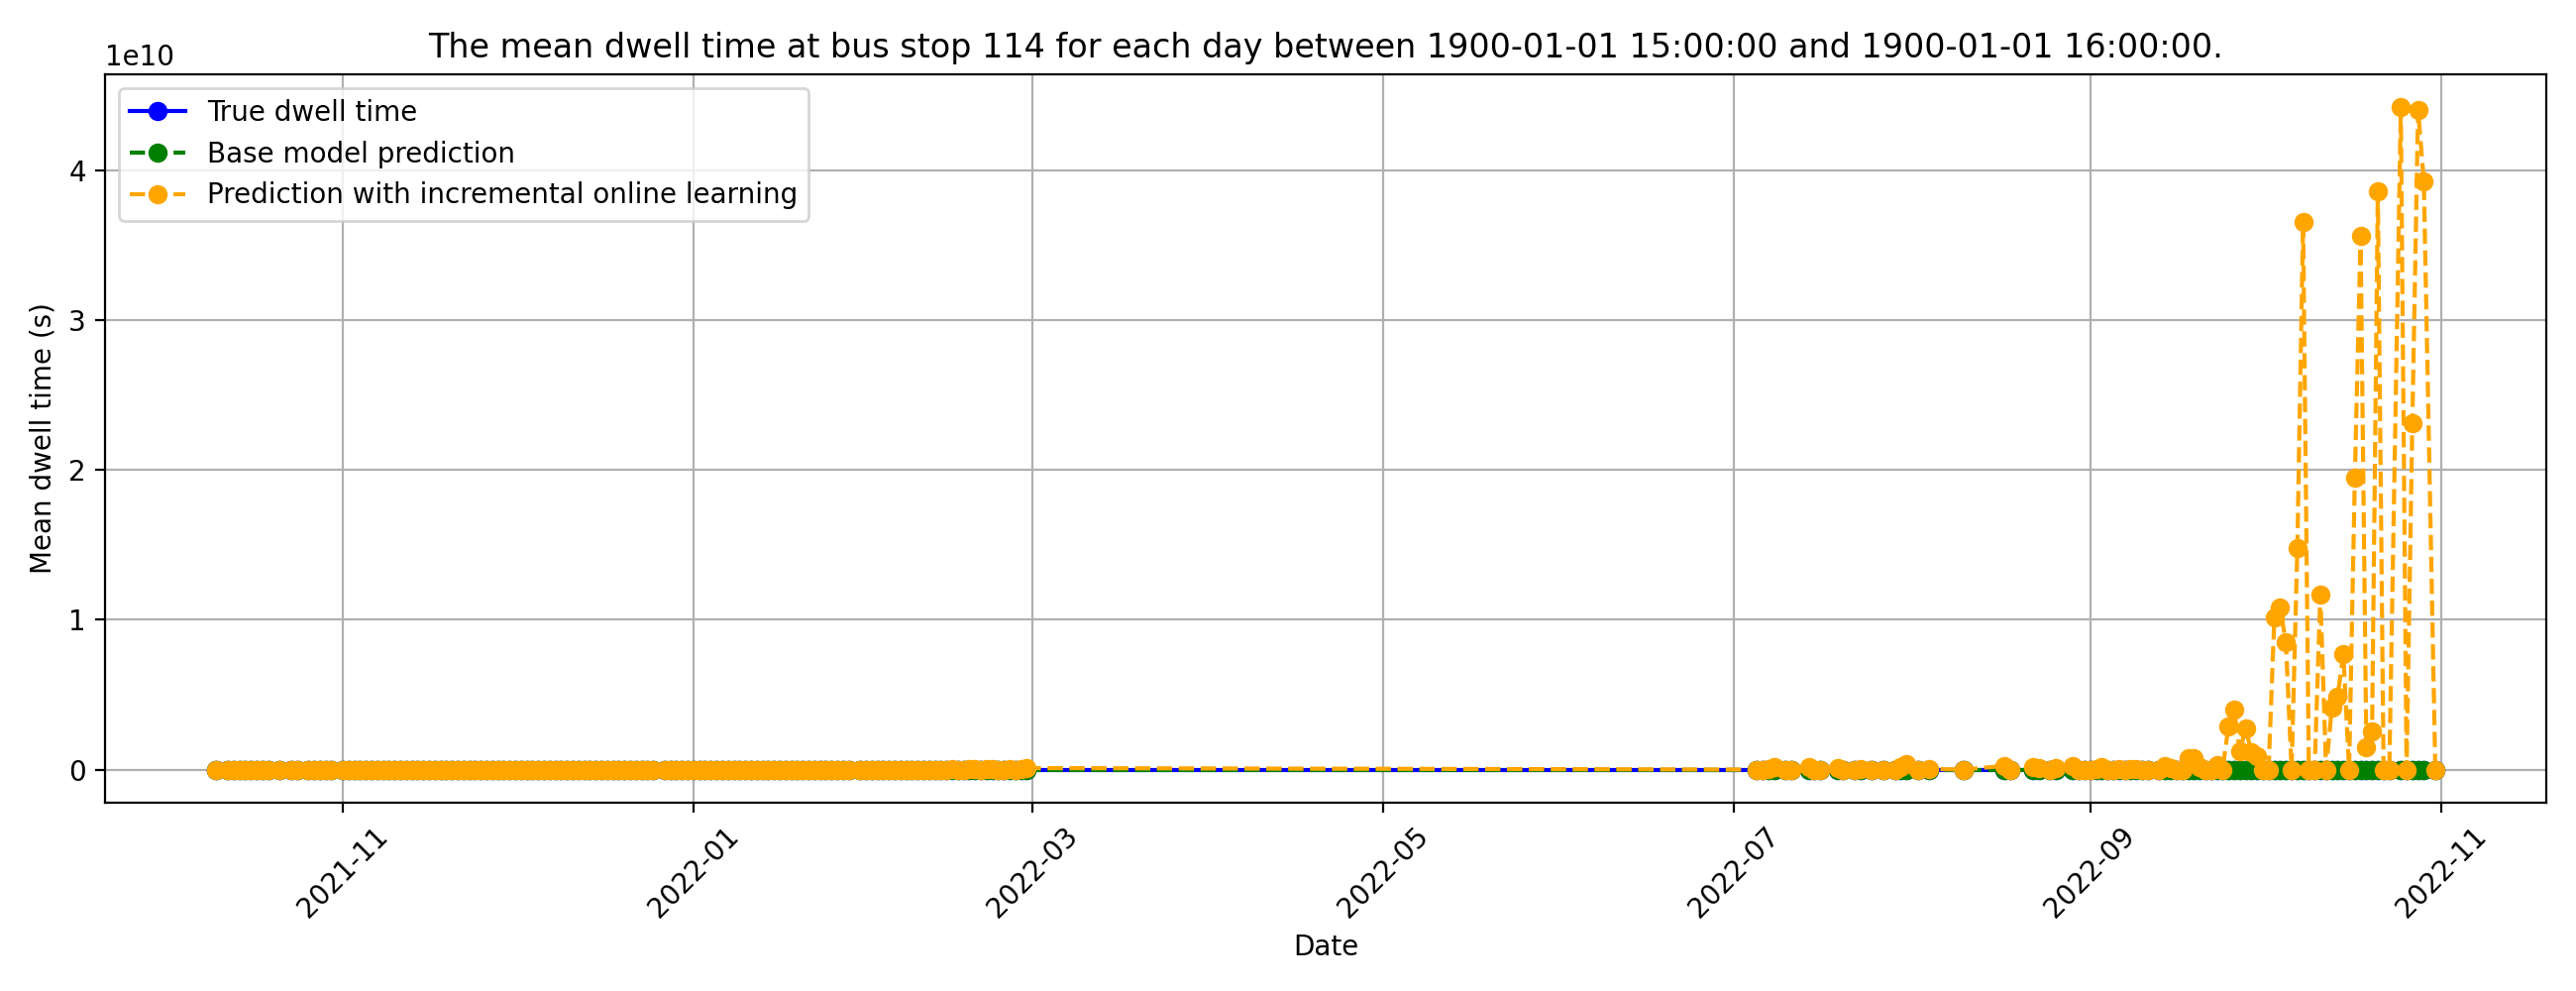 The mean dwell time at bus stop 114 for each day between 1900-01-01 15:00:00 and 1900-01-01 16:00:00.
1e10
True dwell time
Base model prediction
Prediction with incremental online learning
Mean dwell time (s)
4
3
2
1
0
2021-11
2022-01
2022-03
2022-05
2022-07
2022-09
2022-11
Date